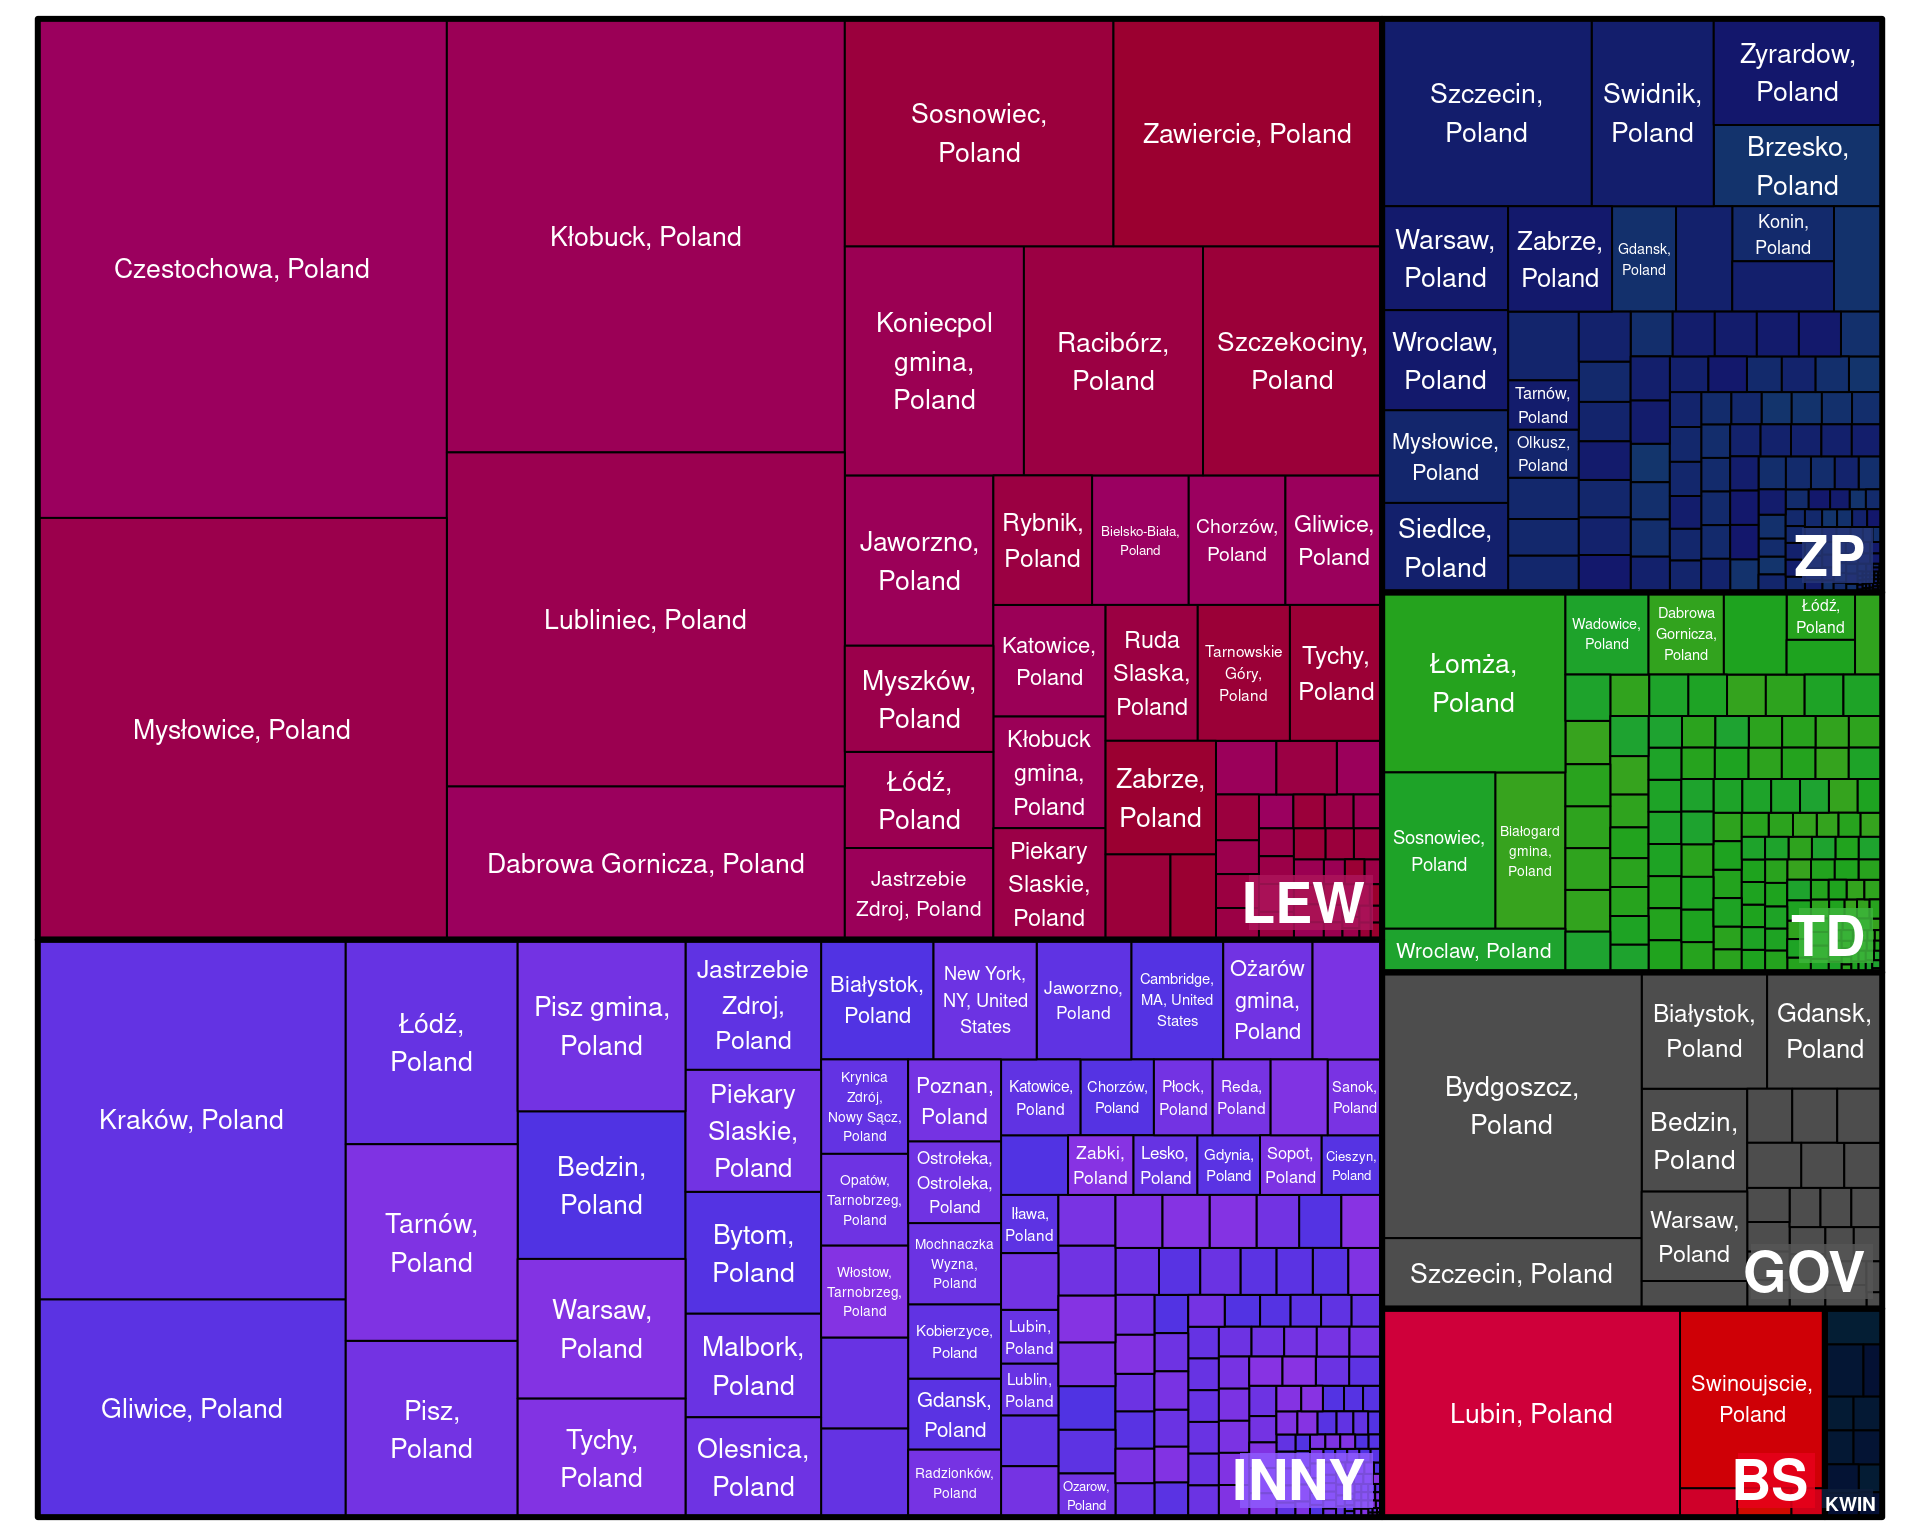 Czestochowa, Poland
Mysłowice, Poland
Kłobuck, Poland
Lubliniec, Poland
Dabrowa Gornicza, Poland
Sosnowiec,
Poland
Zawiercie, Poland
Koniecpol
gmina,
Poland
Racibórz,
Poland
Szczekociny,
Poland
Jaworzno,
Poland
Myszków,
Poland
Łódź,
Poland
Jastrzebie
Zdroj, Poland
Rybnik,
Poland
Bielsko-Biała,
Poland
Chorzów,
Poland
Gliwice,
Poland
Katowice,
Poland
Kłobuck
gmina,
Poland
Piekary
Slaskie,
Poland
Ruda
Slaska,
Poland
Tarnowskie
Góry,
Poland
Tychy,
Poland
Zabrze,
Poland
LEW
Szczecin,
Poland
Swidnik,
Poland
Zyrardow,
Poland
Brzesko,
Poland
Warsaw,
Poland
Zabrze,
Poland
Gdansk,
Poland
Konin,
Poland
Wroclaw,
Poland
Mysłowice,
Poland
Siedlce,
Poland
Tarnów,
Poland
Olkusz,
Poland
ZP
Łomża,
Poland
Wadowice,
Poland
Dabrowa
Gornicza,
Poland
Łódź,
Poland
Sosnowiec,
Poland
Białogard
gmina,
Poland
Wroclaw, Poland
TD
Bydgoszcz,
Poland
Szczecin, Poland
Białystok,
Poland
Gdansk,
Poland
Bedzin,
Poland
Warsaw,
Poland
GOV
Kraków, Poland
Gliwice, Poland
Łódź,
Poland
Tarnów,
Poland
Pisz,
Poland
Pisz gmina,
Poland
Bedzin,
Poland
Warsaw,
Poland
Tychy,
Poland
Jastrzebie
Zdroj,
Poland
Piekary
Slaskie,
Poland
Bytom,
Poland
Malbork,
Poland
Olesnica,
Poland
Białystok,
Poland
New York,
NY, United
States
Jaworzno,
Poland
Cambridge,
MA, United
States
Ożarów
gmina,
Poland
Krynica
Zdrój,
Nowy Sącz,
Poland
Opatów,
Tarnobrzeg,
Poland
Włostow,
Tarnobrzeg,
Poland
Poznan,
Poland
Ostrołeka,
Ostroleka,
Poland
Mochnaczka
Wyzna,
Poland
Kobierzyce,
Poland
Gdansk,
Poland
Radzionków,
Poland
Katowice,
Poland
Chorzów,
Poland
Płock,
Poland
Reda,
Poland
Sanok,
Poland
Zabki,
Poland
Lesko,
Poland
Gdynia,
Poland
Sopot,
Poland
Cieszyn,
Poland
Iława,
Poland
Lubin,
Poland
Lublin,
Poland
Ozarow,
Poland
INNY
Lubin, Poland
Swinoujscie,
Poland
BS
KWIN